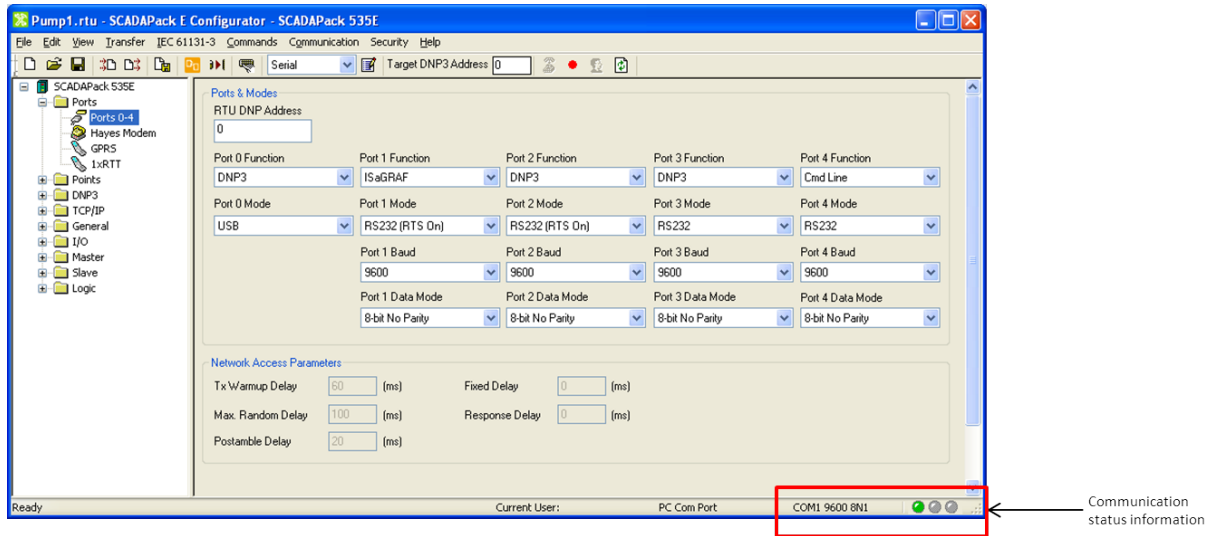 Pump1.rtu - SCADAPack E Configurator - SCADAPack 535E
File Edit View Transfer IEC 61131-3 Commands Communication Security Help
Serial Target DNP3 Address 0
SCADAPack 535E
Ports
Ports 0-4
Hayes Modem
GPRS
1xRTT
Points
DNP3
TCP/IP
General
I/O
Master
Slave
Logic
Ports & Modes
RTU DNP Address
0
Port 0 Function Port 1 Function Port 2 Function Port 3 Function Port 4 Function
DNP3 ISaGRAF DNP3 DNP3 Cmd Line
Port 0 Mode Port 1 Mode Port 2 Mode Port 3 Mode Port 4 Mode
USB RS232 (RTS On) RS232 (RTS On) RS232 RS232
Port 1 Baud Port 2 Baud Port 3 Baud Port 4 Baud
9600 9600 9600 9600
Port 1 Data Mode Port 2 Data Mode Port 3 Data Mode Port 4 Data Mode
8-bit No Parity 8-bit No Parity 8-bit No Parity 8-bit No Parity
Network Access Parameters
Tx Warmup Delay 60 (ms) Fixed Delay 0 (ms)
Max. Random Delay 100 (ms) Response Delay 0 (ms)
Postamble Delay 20 (ms)
Ready Current User: PC Com Port COM1 9600 8N1
Communication
status information